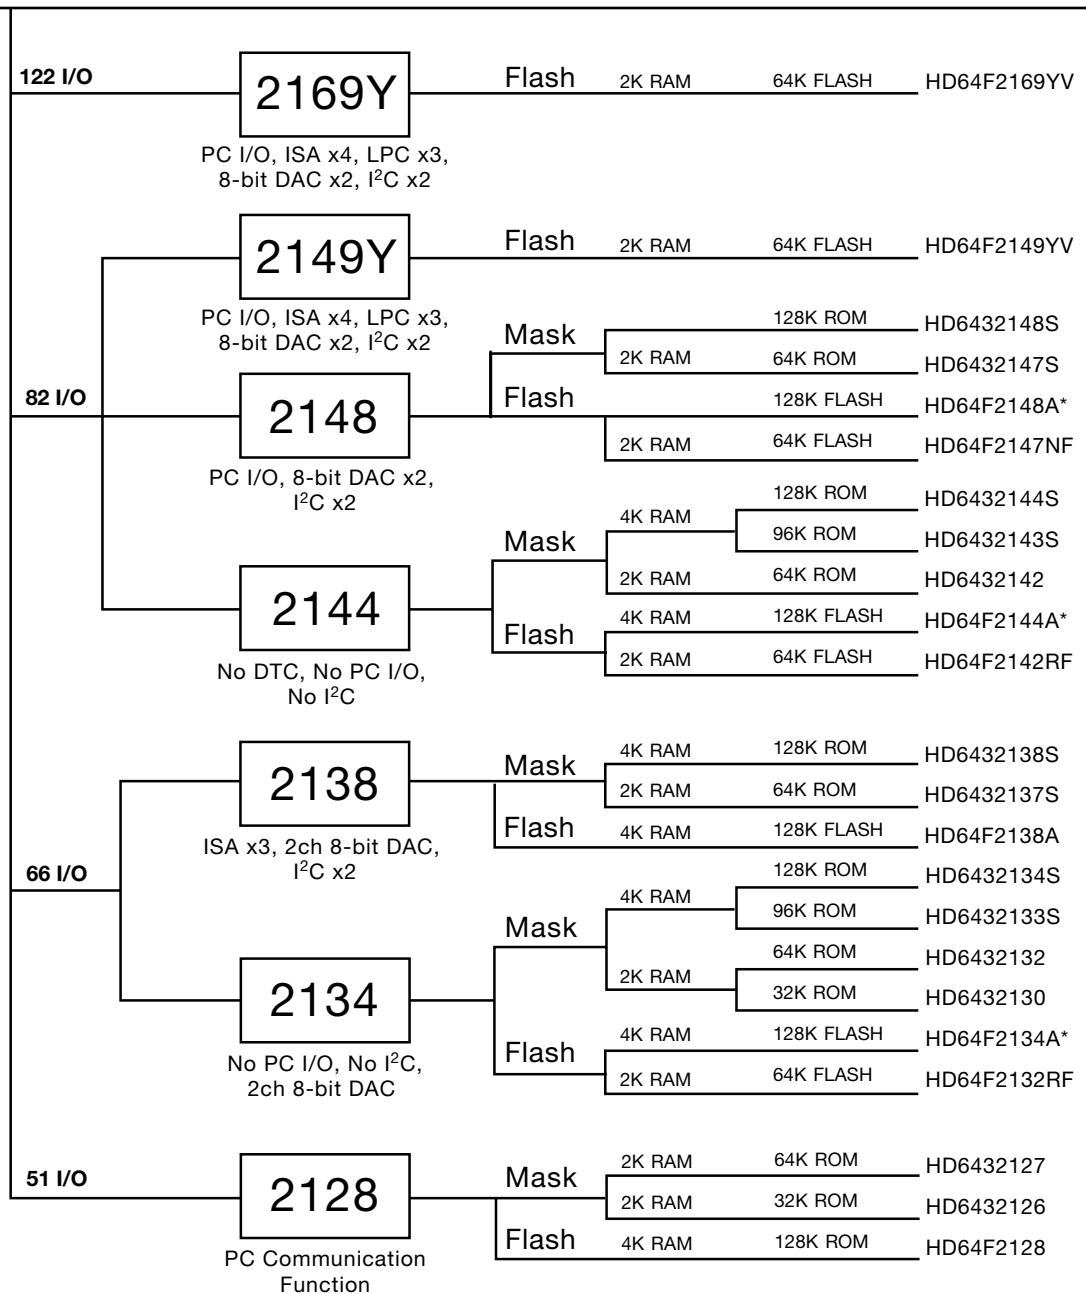 122 I/O
2169Y
PC I/O, ISA x4, LPC x3,
8-bit DAC x2, I²C x2
Flash 2K RAM 64K FLASH HD64F2169YV
82 I/O
2149Y
PC I/O, ISA x4, LPC x3,
8-bit DAC x2, I²C x2
Flash 2K RAM 64K FLASH HD64F2149YV
2148
PC I/O, 8-bit DAC x2,
I²C x2
Mask 128K ROM HD6432148S
2K RAM 64K ROM HD6432147S
Flash 128K FLASH HD64F2148A*
2K RAM 64K FLASH HD64F2147NF
2144
No DTC, No PC I/O,
No I²C
Mask 4K RAM 128K ROM HD6432144S
96K ROM HD6432143S
2K RAM 64K ROM HD6432142
Flash 4K RAM 128K FLASH HD64F2144A*
2K RAM 64K FLASH HD64F2142RF
66 I/O
2138
ISA x3, 2ch 8-bit DAC,
I²C x2
Mask 4K RAM 128K ROM HD6432138S
2K RAM 64K ROM HD6432137S
Flash 4K RAM 128K FLASH HD64F2138A
2134
No PC I/O, No I²C,
2ch 8-bit DAC
Mask 4K RAM 128K ROM HD6432134S
96K ROM HD6432133S
2K RAM 64K ROM HD6432132
32K ROM HD6432130
Flash 4K RAM 128K FLASH HD64F2134A*
2K RAM 64K FLASH HD64F2132RF
51 I/O
2128
PC Communication
Function
Mask 2K RAM 64K ROM HD6432127
2K RAM 32K ROM HD6432126
Flash 4K RAM 128K ROM HD64F2128